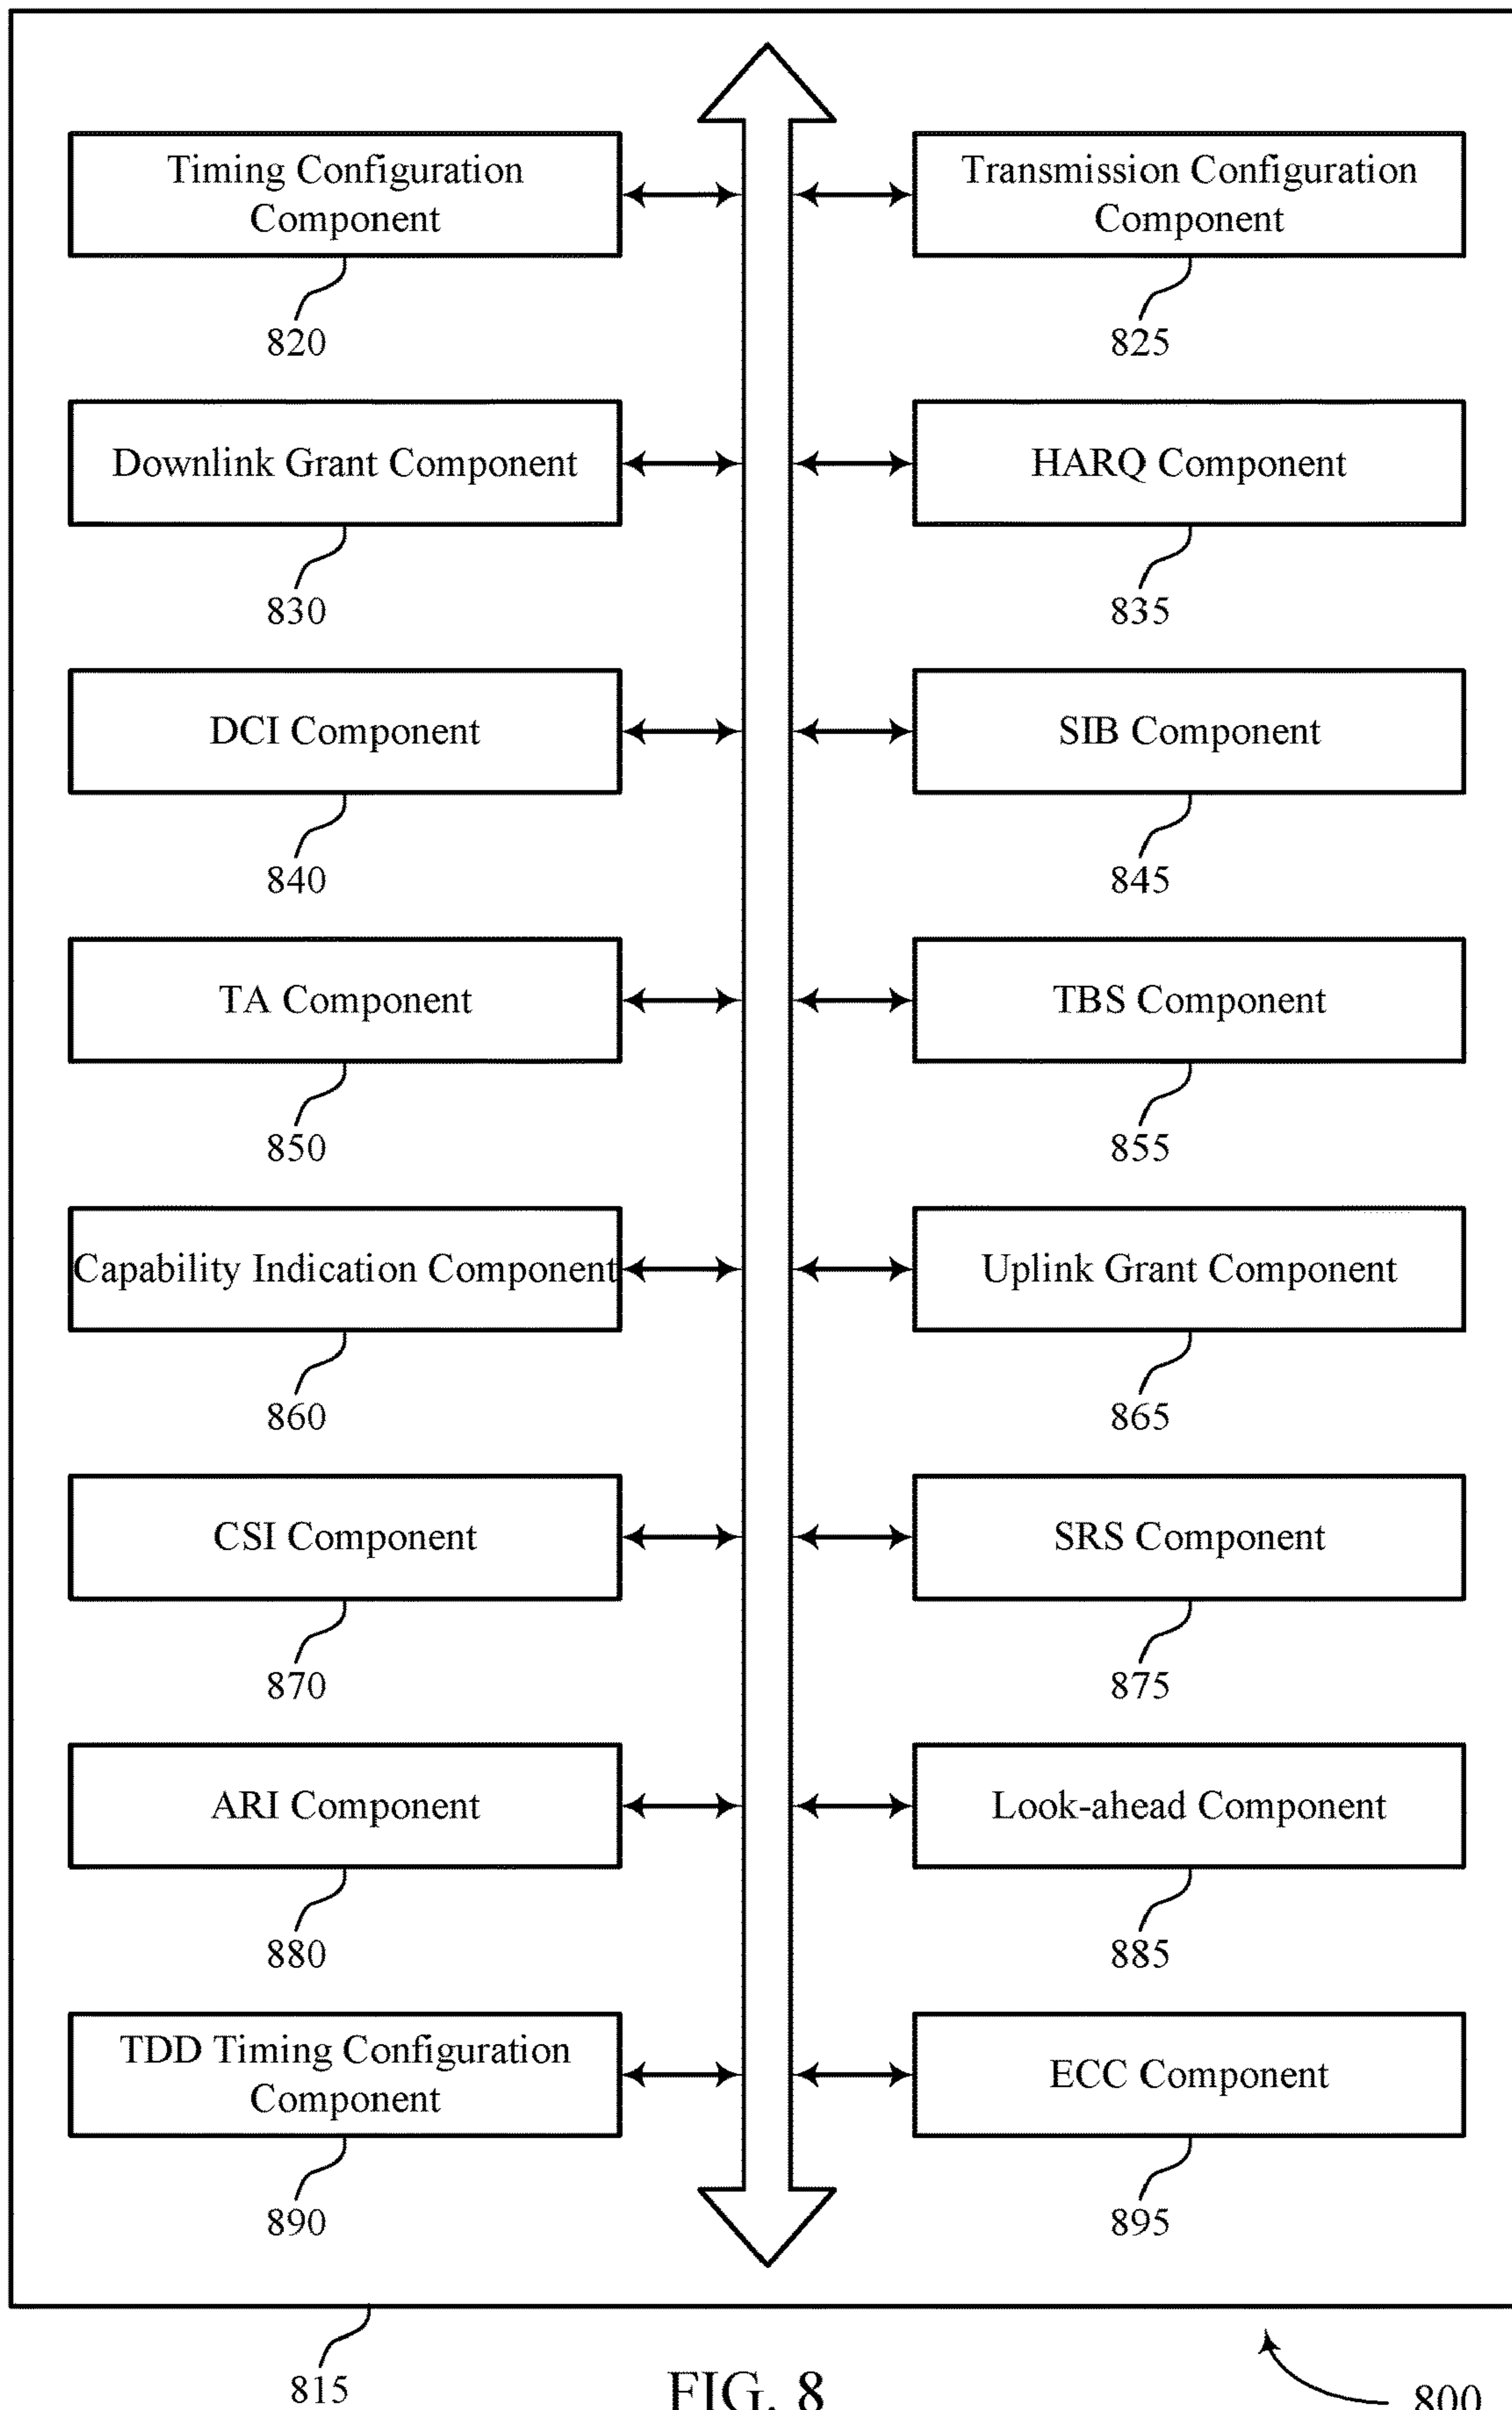 Timing Configuration
Component
820
Transmission Configuration
Component
825
Downlink Grant Component
830
HARQ Component
835
DCI Component
840
SIB Component
845
TA Component
850
TBS Component
855
Capability Indication Component
860
Uplink Grant Component
865
CSI Component
870
SRS Component
875
ARI Component
880
Look-ahead Component
885
TDD Timing Configuration
Component
890
ECC Component
895
815
FIG. 8
800